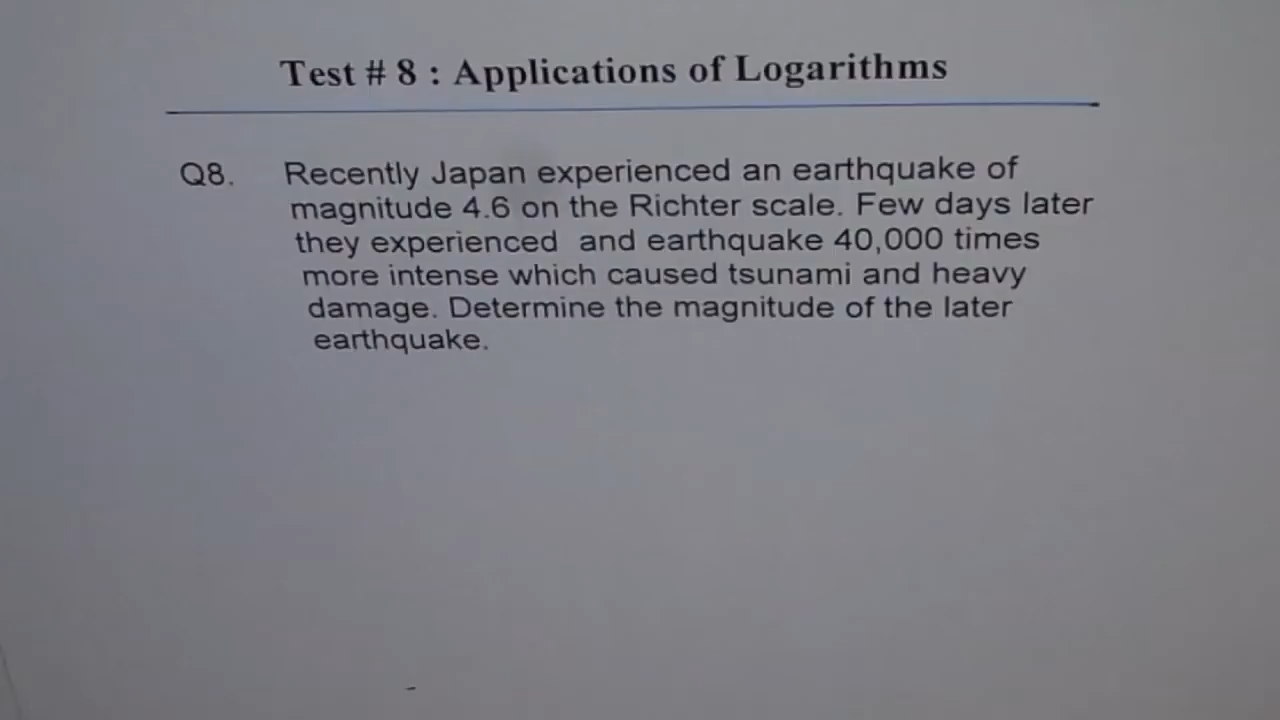 Test # 8 : Applications of Logarithms
Q8. Recently Japan experienced an earthquake of
magnitude 4.6 on the Richter scale. Few days later
they experienced and earthquake 40,000 times
more intense which caused tsunami and heavy
damage. Determine the magnitude of the later
earthquake.